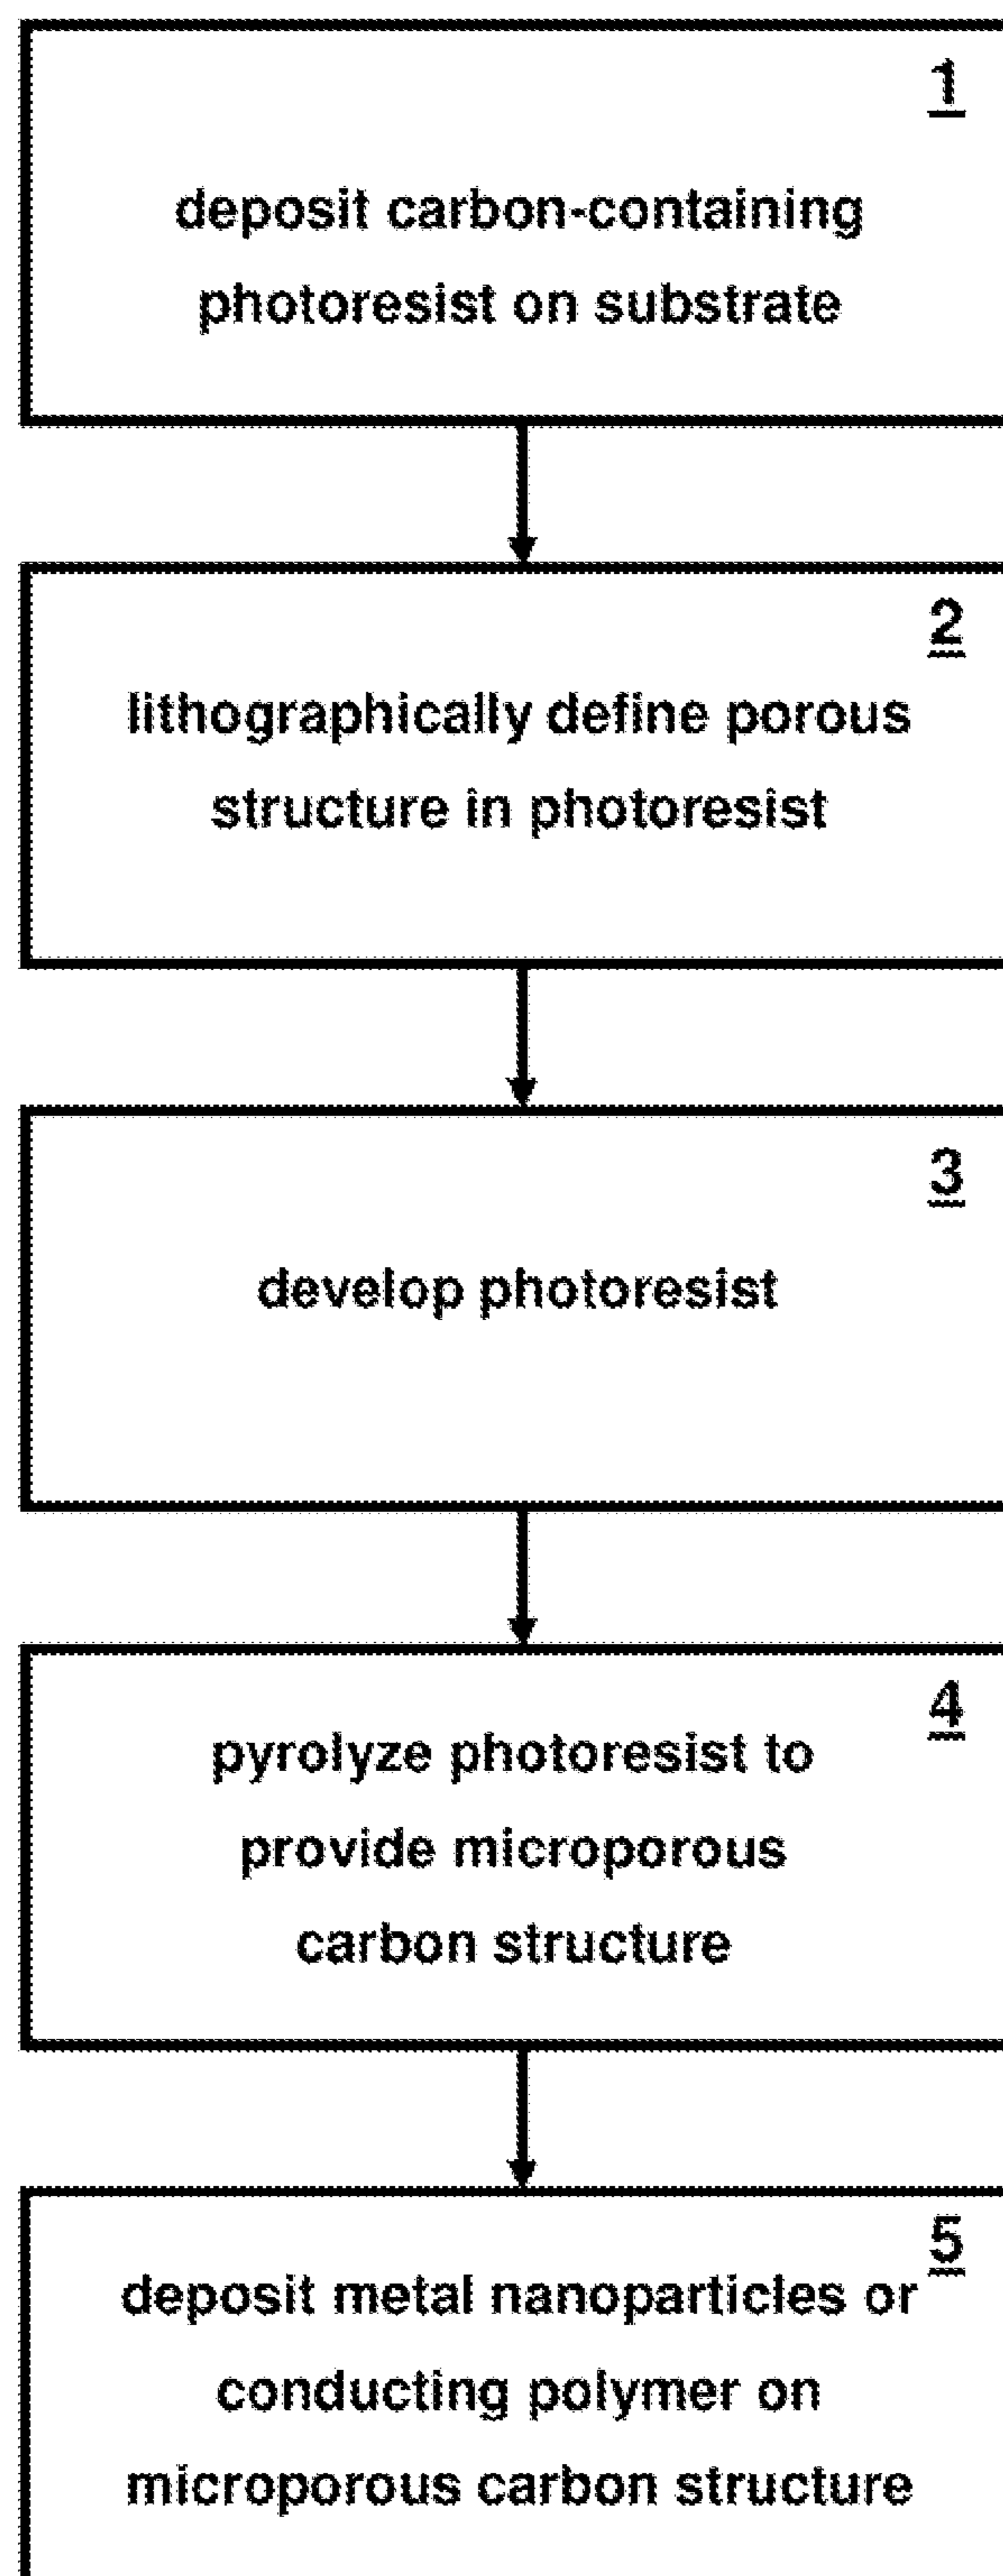 1
deposit carbon-containing
photoresist on substrate
2
lithographically define porous
structure in photoresist
3
develop photoresist
4
pyrolyze photoresist to
provide microporous
carbon structure
5
deposit metal nanoparticles or
conducting polymer on
microporous carbon structure